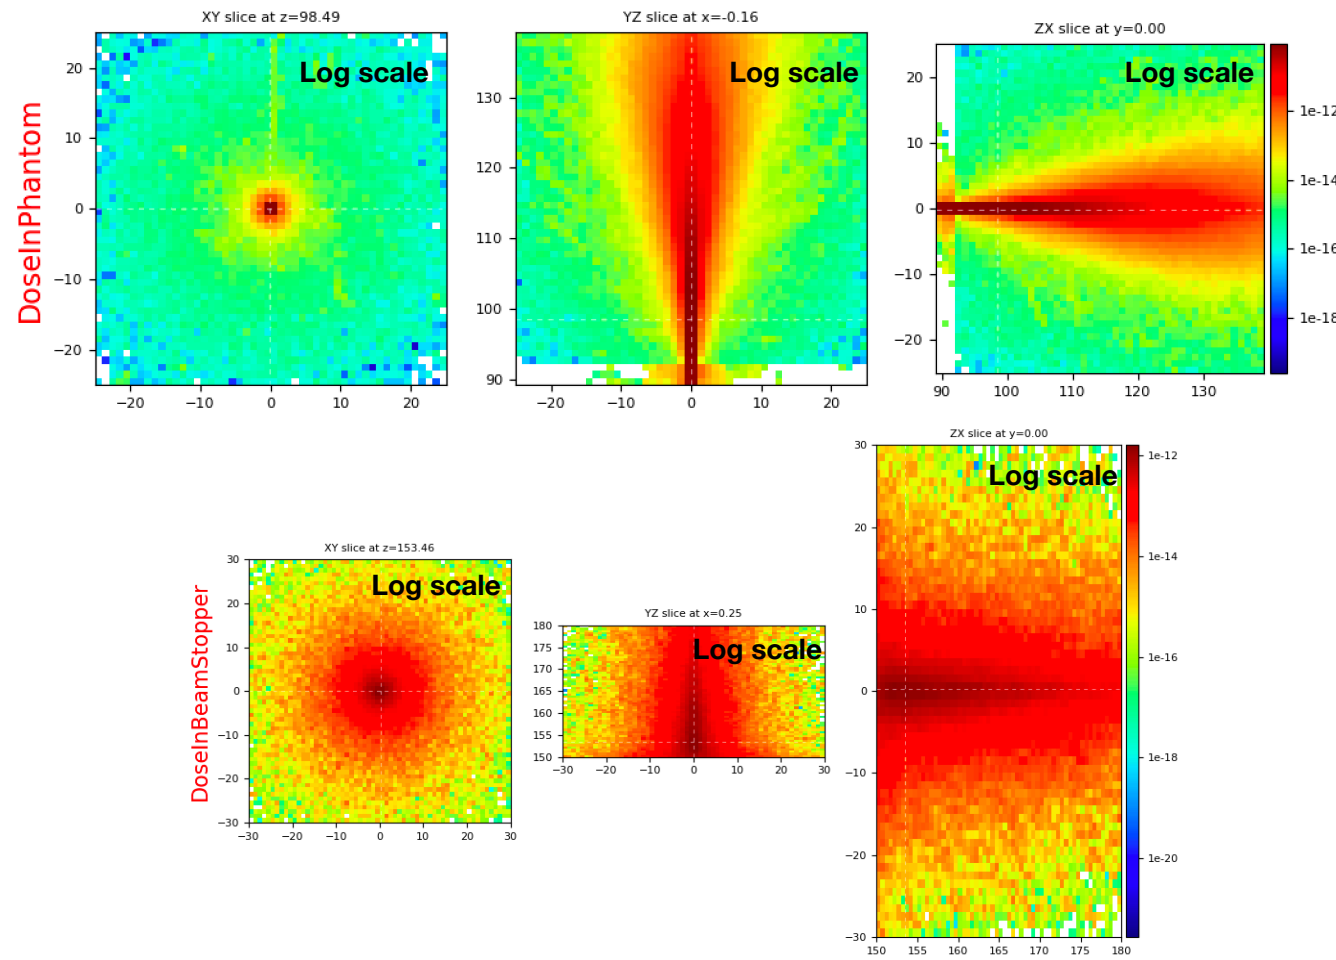 DoseInPhantom
XY slice at z=98.49
Log scale
20
10
0
−10
−20
−20 −10 0 10 20
YZ slice at x=-0.16
Log scale
130
120
110
100
90
−20 −10 0 10 20
ZX slice at y=0.00
Log scale
20
10
0
−10
−20
90 100 110 120 130
1e-12
1e-14
1e-16
1e-18
DoseInBeamStopper
XY slice at z=153.46
Log scale
30
20
10
0
−10
−20
−30
−30 −20 −10 0 10 20 30
YZ slice at x=0.25
Log scale
180
175
170
165
160
155
150
−30 −20 −10 0 10 20 30
ZX slice at y=0.00
Log scale
30
20
10
0
−10
−20
−30
150 155 160 165 170 175 180
1e-12
1e-14
1e-16
1e-18
1e-20